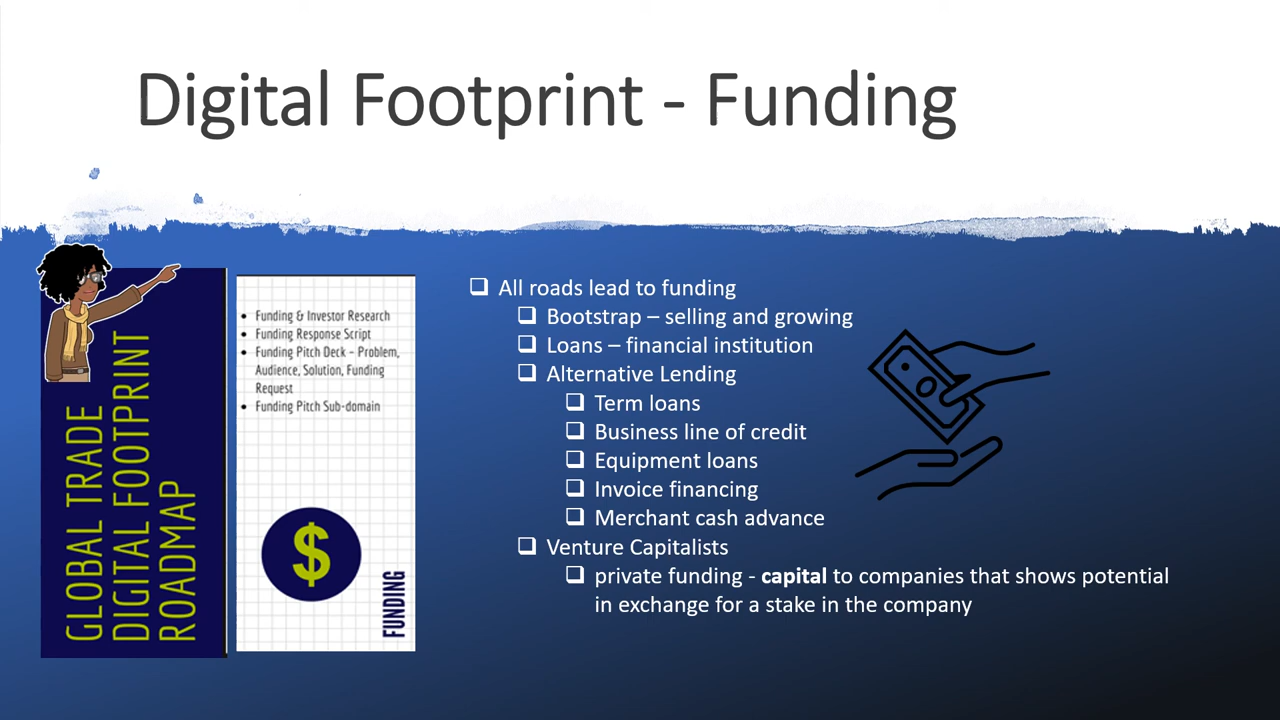 Digital Footprint - Funding
GLOBAL TRADE
DIGITAL FOOTPRINT
ROADMAP
• Funding & Investor Research
• Funding Response Script
• Funding Pitch Deck – Problem,
Audience, Solution, Funding
Request
• Funding Pitch Sub-domain
$
FUNDING
❑ All roads lead to funding
❑ Bootstrap – selling and growing
❑ Loans – financial institution
❑ Alternative Lending
❑ Term loans
❑ Business line of credit
❑ Equipment loans
❑ Invoice financing
❑ Merchant cash advance
❑ Venture Capitalists
❑ private funding - capital to companies that shows potential
in exchange for a stake in the company